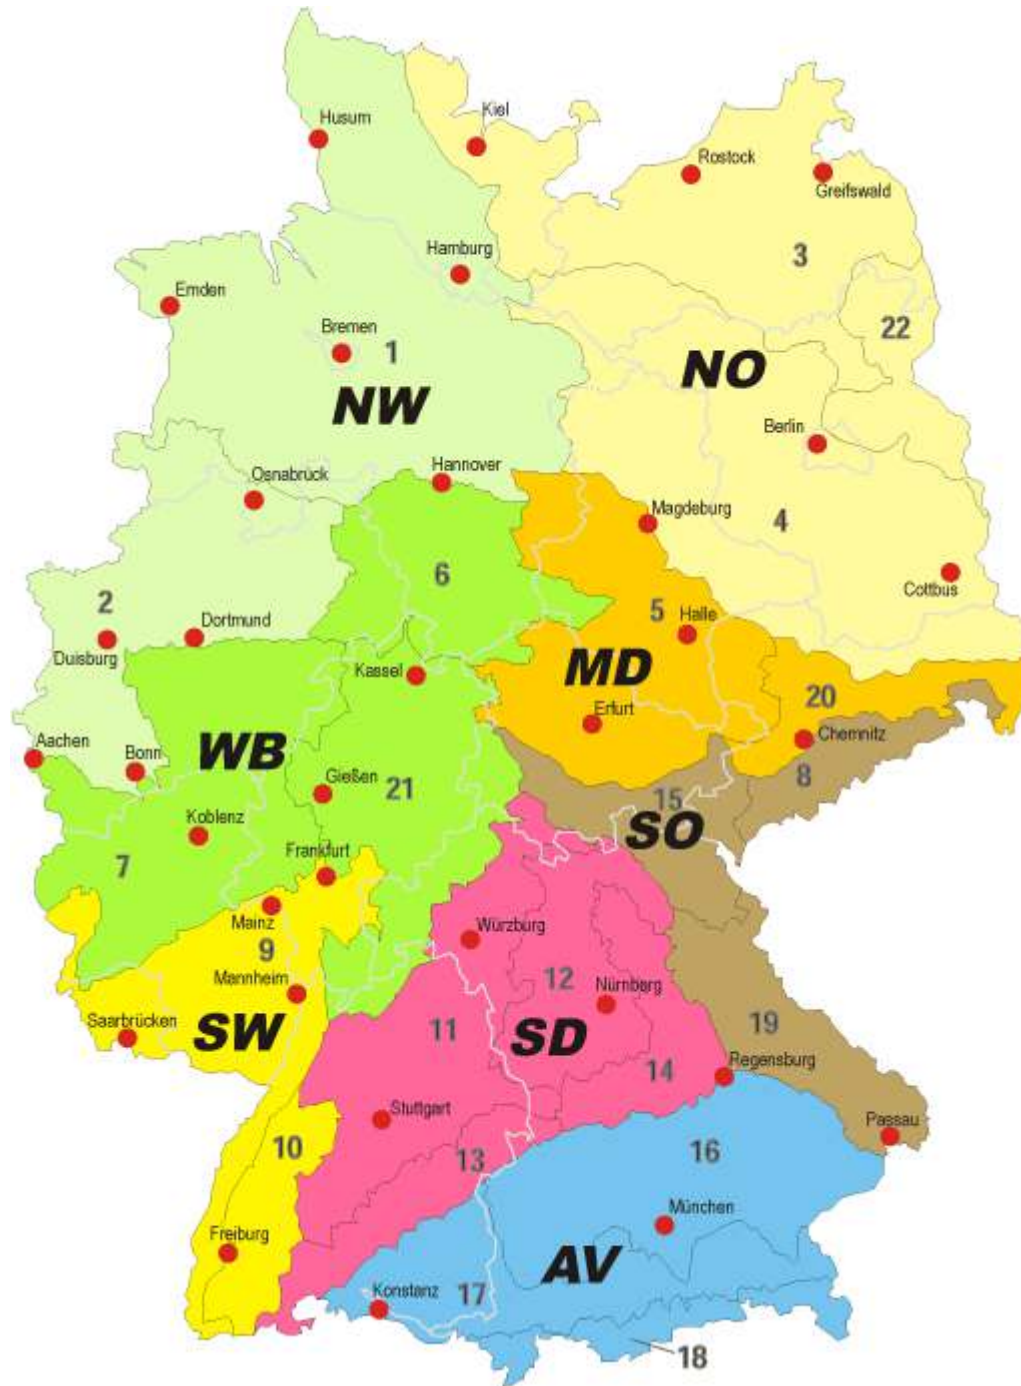 Kiel
Husum
Rostock
Greifswald
Hamburg
3
Emden
22
Bremen
1
NO
NW
Berlin
Hannover
Osnabrück
Magdeburg
4
6
Cottbus
2
5
Halle
Dortmund
Duisburg
Kassel
MD
20
Erfurt
Aachen
WB
Chemnitz
Bonn
8
Gießen
21
15
Koblenz
SO
7
Frankfurt
Mainz
Würzburg
9
12
Mannheim
Nürnberg
Saarbrücken
SW
11
SD
19
14
Regensburg
Stuttgart
Passau
10
13
16
München
Freiburg
AV
Konstanz
17
18